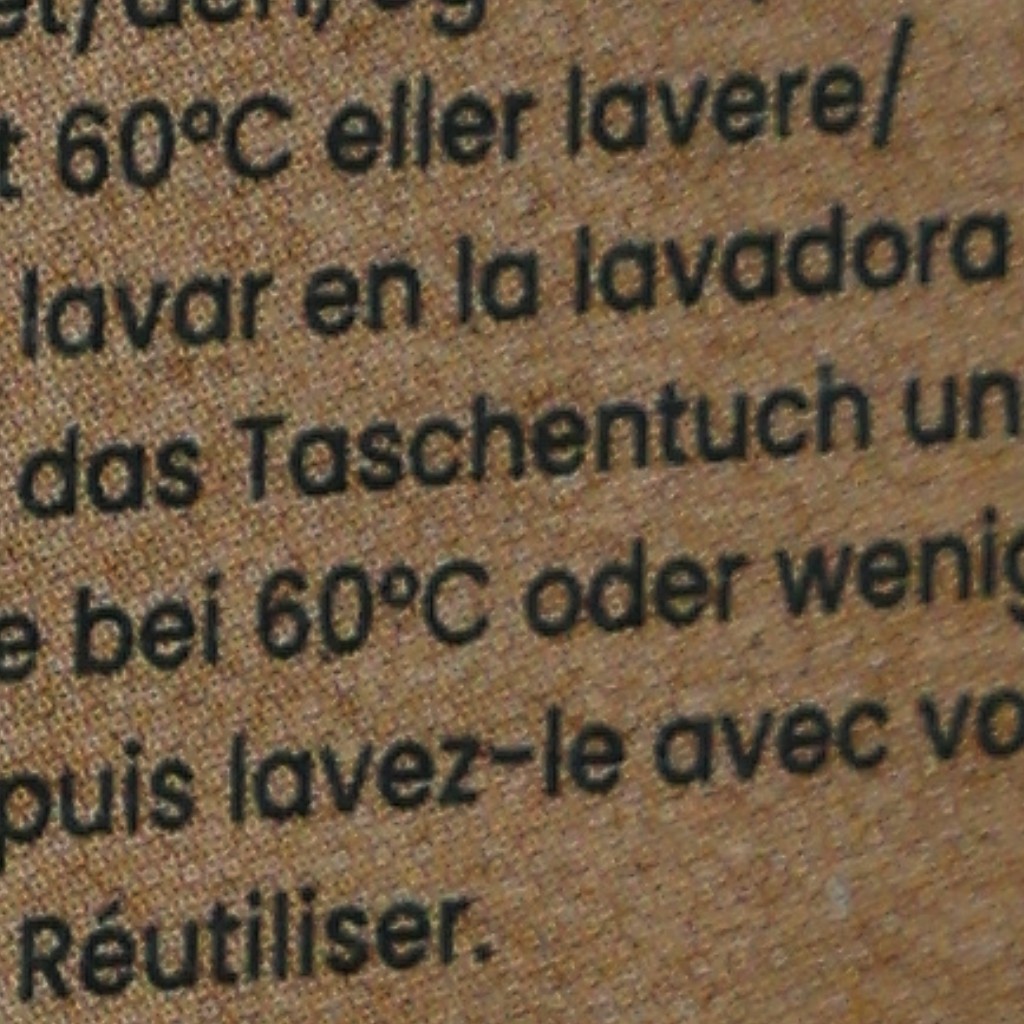 t 60°C eller lavere/
lavar en la lavadora
das Taschentuch un
e bei 60°C oder wenig
puis lavez-le avec vo
Réutiliser.